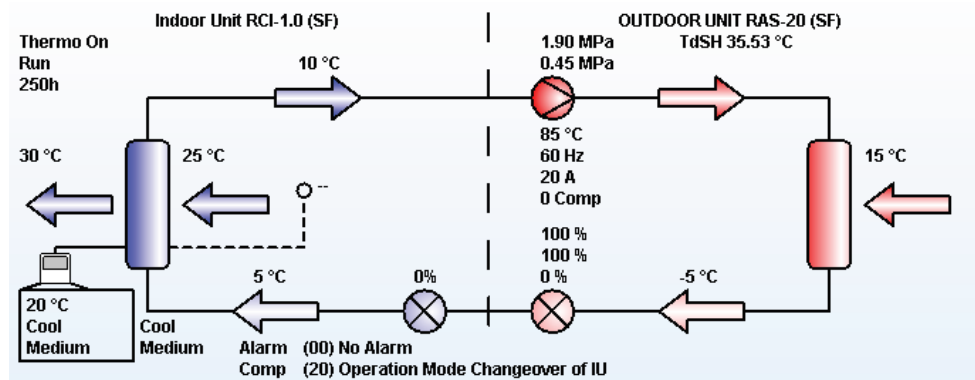 Indoor Unit RCI-1.0 (SF)
OUTDOOR UNIT RAS-20 (SF)
Thermo On
Run
250h
10 °C
1.90 MPa
0.45 MPa
TdSH 35.53 °C
30 °C
25 °C
--
85 °C
60 Hz
20 A
0 Comp
15 °C
100 %
100 %
0 %
5 °C
0%
-5 °C
20 °C
Cool
Medium
Cool
Medium
Alarm (00) No Alarm
Comp (20) Operation Mode Changeover of IU